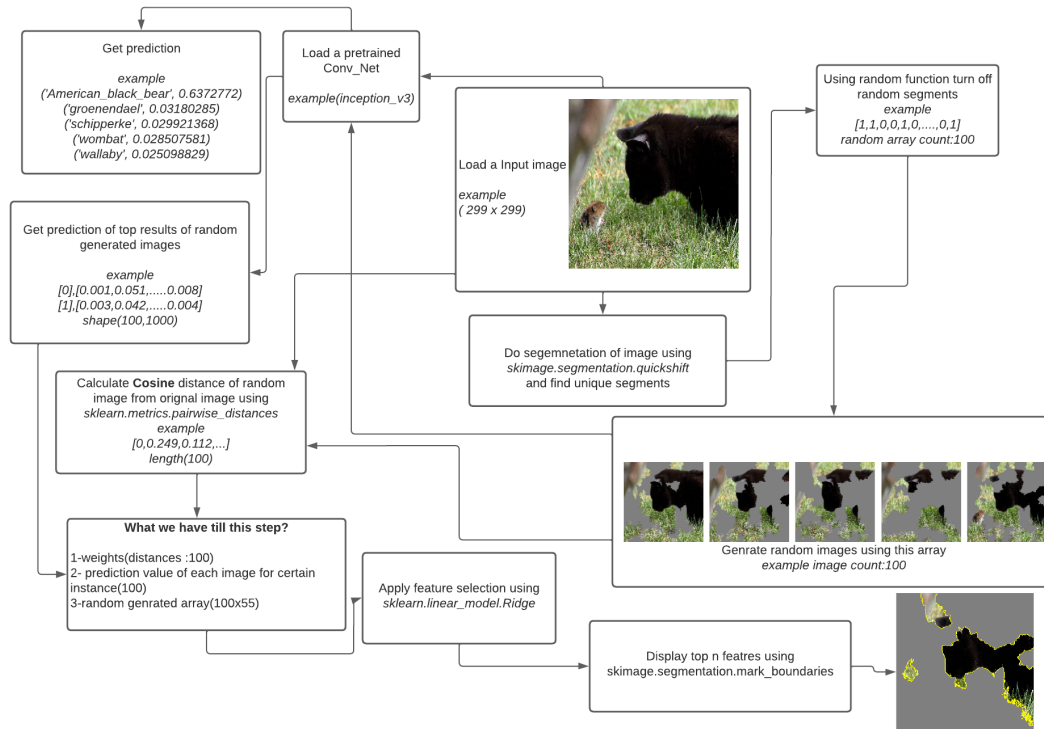 Get prediction
example
('American_black_bear', 0.6372772)
('groenendael', 0.03180285)
('schipperke', 0.029921368)
('wombat', 0.028507581)
('wallaby', 0.025098829)
Load a pretrained
Conv_Net
example(inception_v3)
Load a Input image
example
( 299 x 299)
Using random function turn off
random segments
example
[1,1,0,0,1,0,....,0,1]
random array count:100
Get prediction of top results of random
generated images
example
[0],[0.001,0.051,.....0.008]
[1],[0.003,0.042,.....0.004]
shape(100,1000)
Do segemnetation of image using
skimage.segmentation.quickshift
and find unique segments
Calculate Cosine distance of random
image from orignal image using
sklearn.metrics.pairwise_distances
example
[0,0.249,0.112,...]
length(100)
Genrate random images using this array
example image count:100
What we have till this step?
1-weights(distances :100)
2- prediction value of each image for certain
instance(100)
3-random genrated array(100x55)
Apply feature selection using
sklearn.linear_model.Ridge
Display top n featres using
skimage.segmentation.mark_boundaries